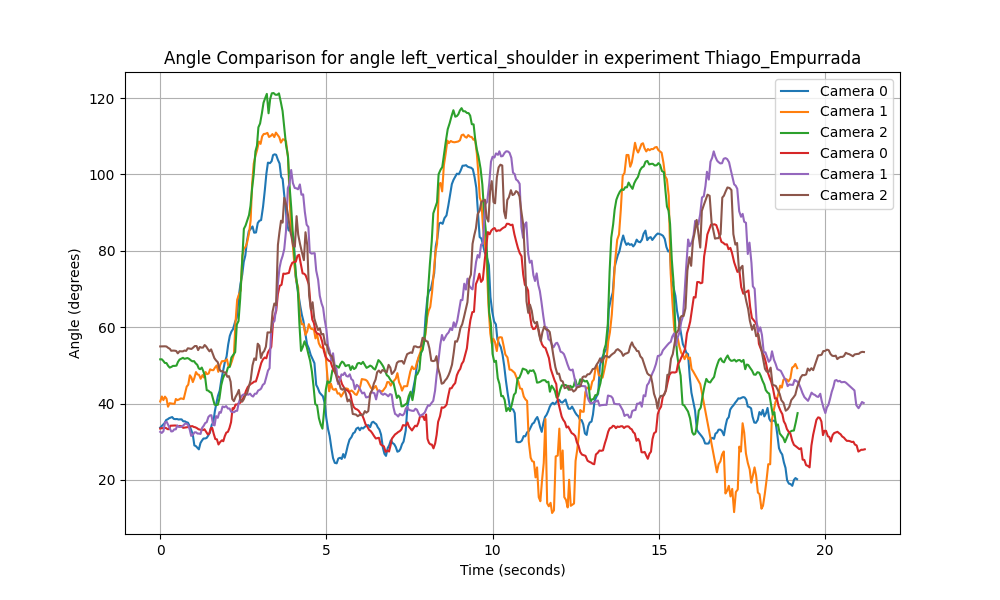 Angle Comparison for angle left_vertical_shoulder in experiment Thiago_Empurrada
Camera 0
Camera 1
Camera 2
Camera 0
Camera 1
Camera 2
120
100
80
60
40
20
Angle (degrees)
0 5 10 15 20
Time (seconds)